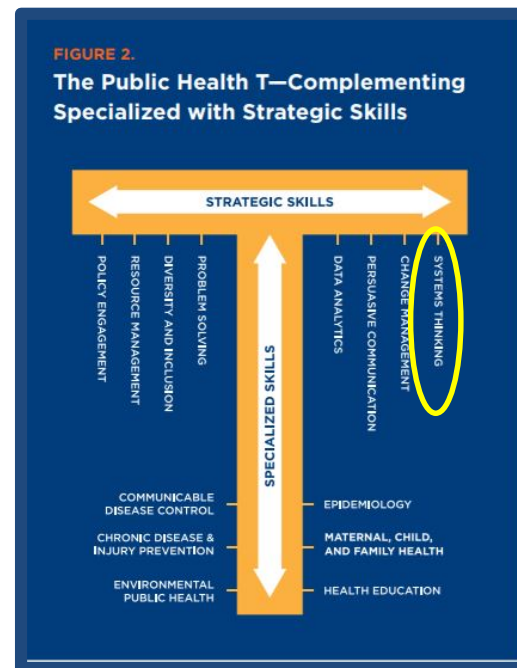 FIGURE 2.
The Public Health T—Complementing
Specialized with Strategic Skills
STRATEGIC SKILLS
POLICY ENGAGEMENT
RESOURCE MANAGEMENT
DIVERSITY AND INCLUSION
PROBLEM SOLVING
DATA ANALYTICS
PERSUASIVE COMMUNICATION
CHANGE MANAGEMENT
SYSTEMS THINKING
SPECIALIZED SKILLS
COMMUNICABLE
DISEASE CONTROL
CHRONIC DISEASE &
INJURY PREVENTION
ENVIRONMENTAL
PUBLIC HEALTH
EPIDEMIOLOGY
MATERNAL, CHILD,
AND FAMILY HEALTH
HEALTH EDUCATION